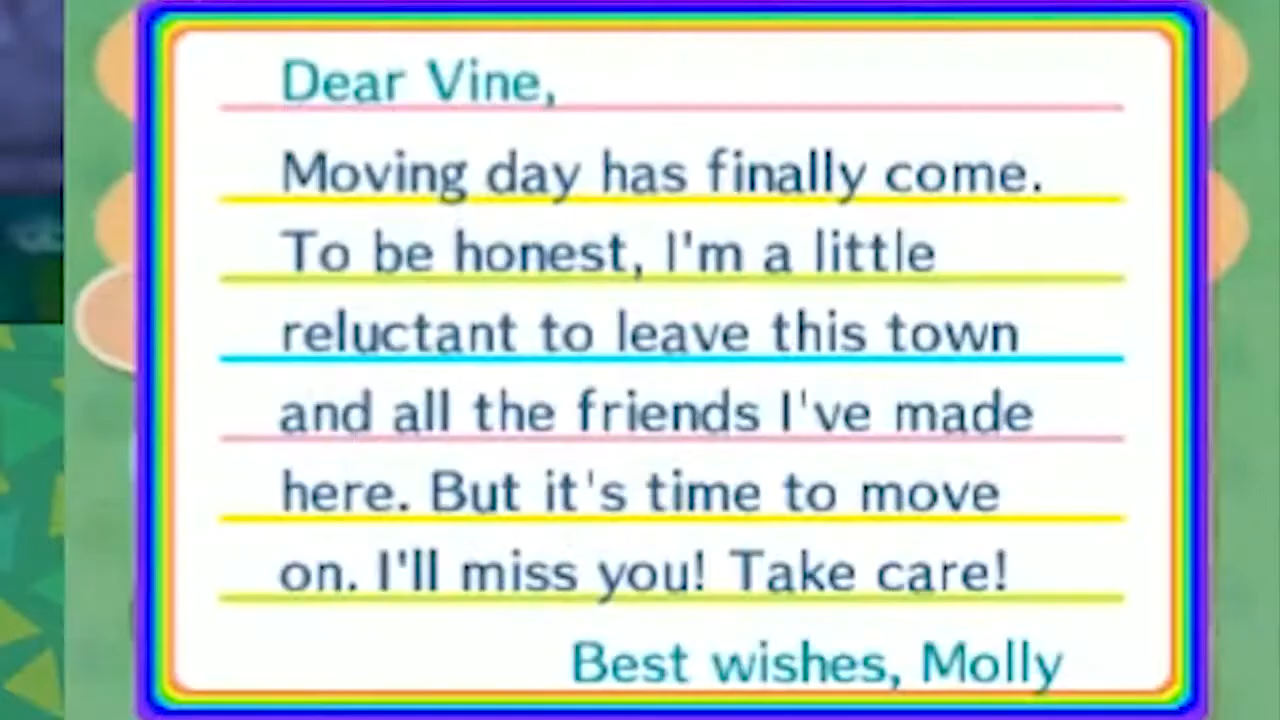 Dear Vine,
Moving day has finally come.
To be honest, I'm a little
reluctant to leave this town
and all the friends I've made
here. But it's time to move
on. I'll miss you! Take care!
Best wishes, Molly